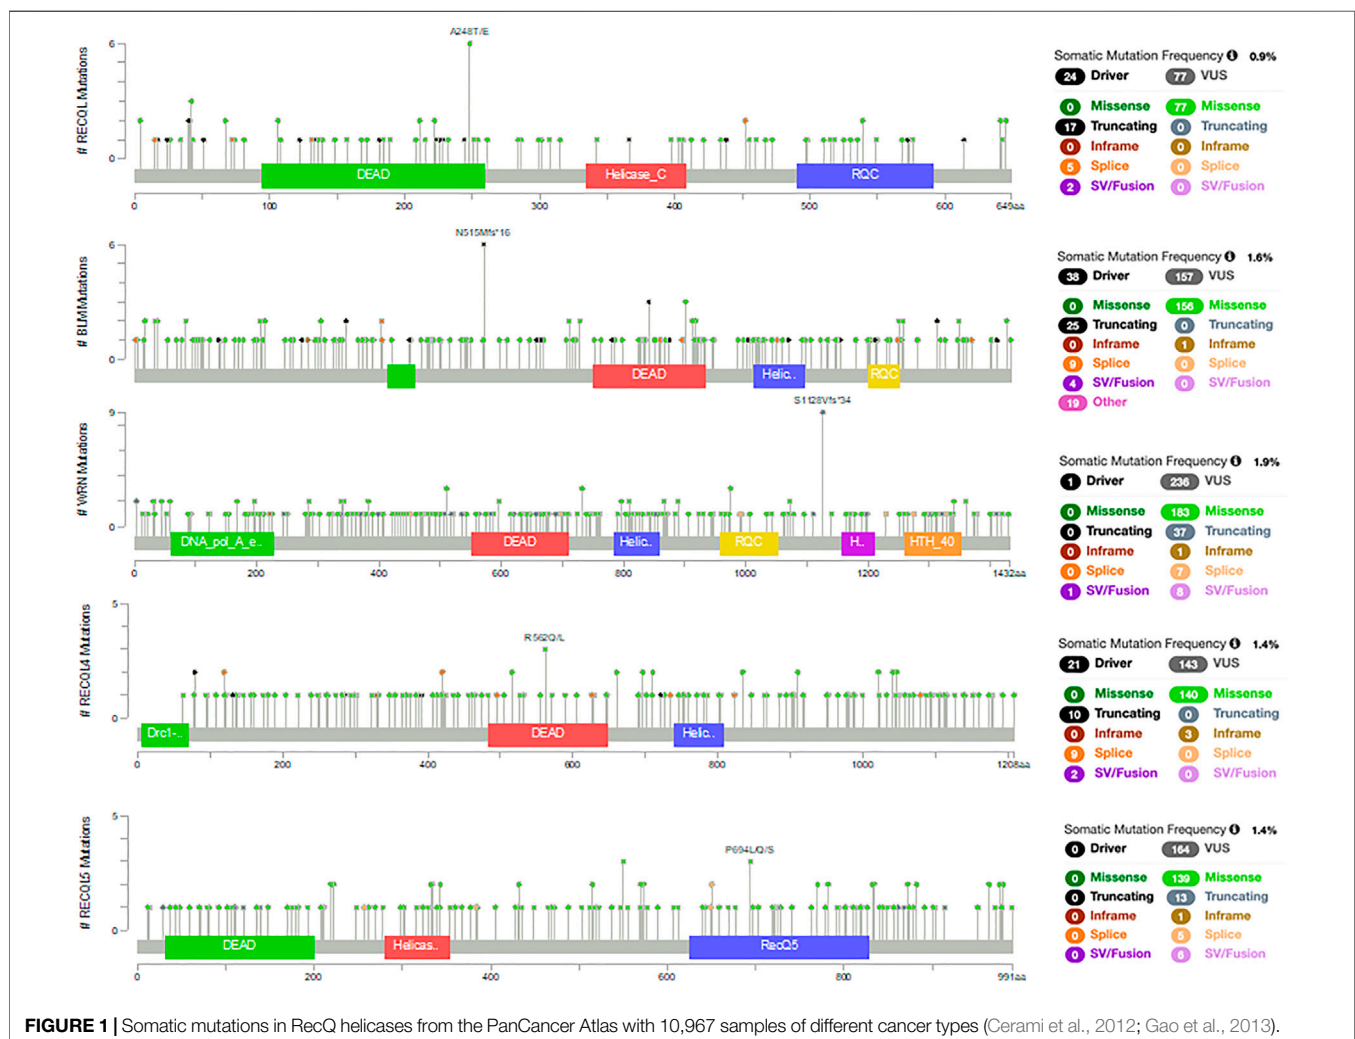 A248T/E
6
0
# RECQL Mutations
DEAD
Helicase_C
RQC
0
100
200
300
400
500
600
649aa
Somatic Mutation Frequency 0.9%
24 Driver 77 VUS
0 Missense 77 Missense
17 Truncating 0 Truncating
0 Inframe 0 Inframe
5 Splice 0 Splice
2 SV/Fusion 0 SV/Fusion
N515Mfs*16
6
0
# BLM Mutations
DEAD
Helic..
RQC
Somatic Mutation Frequency 1.6%
38 Driver 157 VUS
0 Missense 156 Missense
25 Truncating 0 Truncating
0 Inframe 1 Inframe
9 Splice 0 Splice
4 SV/Fusion 0 SV/Fusion
19 Other
S1128Vfs*34
9
0
# WRN Mutations
DNA_pol_A_e..
DEAD
Helic..
RQC
H..
HTH_40
0
200
400
600
800
1000
1200
1432aa
Somatic Mutation Frequency 1.9%
1 Driver 236 VUS
0 Missense 183 Missense
0 Truncating 37 Truncating
0 Inframe 1 Inframe
0 Splice 7 Splice
1 SV/Fusion 8 SV/Fusion
R562Q/L
5
0
# RECQL4 Mutations
Drc1-..
DEAD
Helic..
0
200
400
600
800
1000
1208aa
Somatic Mutation Frequency 1.4%
21 Driver 143 VUS
0 Missense 140 Missense
10 Truncating 0 Truncating
0 Inframe 3 Inframe
9 Splice 0 Splice
2 SV/Fusion 0 SV/Fusion
P694L/Q/S
5
0
# RECQL5 Mutations
DEAD
Helicas..
RecQ5
0
200
400
600
800
991aa
Somatic Mutation Frequency 1.4%
0 Driver 164 VUS
0 Missense 139 Missense
0 Truncating 13 Truncating
0 Inframe 1 Inframe
0 Splice 5 Splice
0 SV/Fusion 6 SV/Fusion
FIGURE 1 | Somatic mutations in RecQ helicases from the PanCancer Atlas with 10,967 samples of different cancer types (Cerami et al., 2012; Gao et al., 2013).